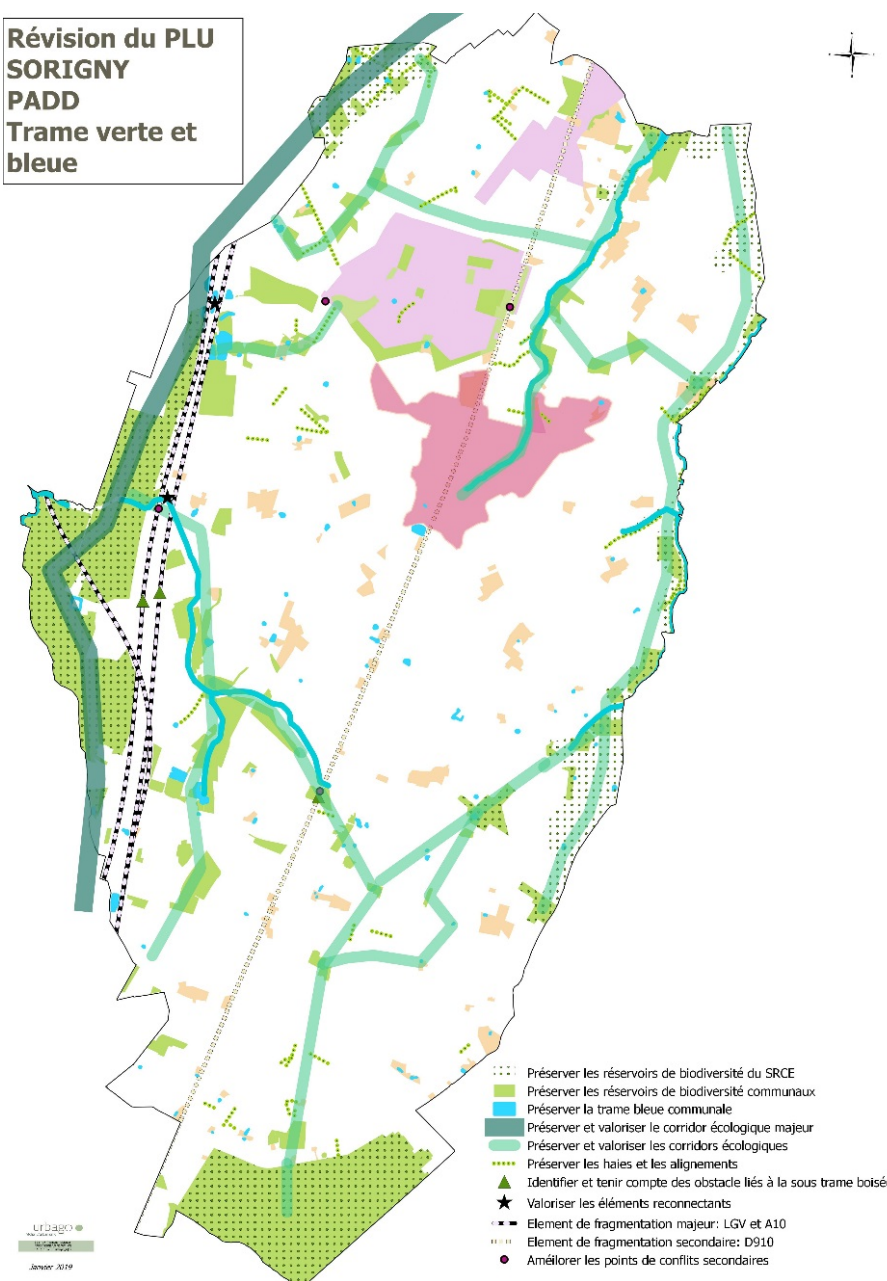 Révision du PLU
SORIGNY
PADD
Trame verte et
bleue
Préserver les réservoirs de biodiversité du SRCE
Préserver les réservoirs de biodiversité communaux
Préserver la trame bleue communale
Préserver et valoriser le corridor écologique majeur
Préserver et valoriser les corridors écologiques
Préserver les haies et les alignements
Identifier et tenir compte des obstacle liés à la sous trame boisé
Valoriser les éléments reconnectants
Element de fragmentation majeur: LGV et A10
Element de fragmentation secondaire: D910
Améliorer les points de conflits secondaires
urbago
Janvier 2019